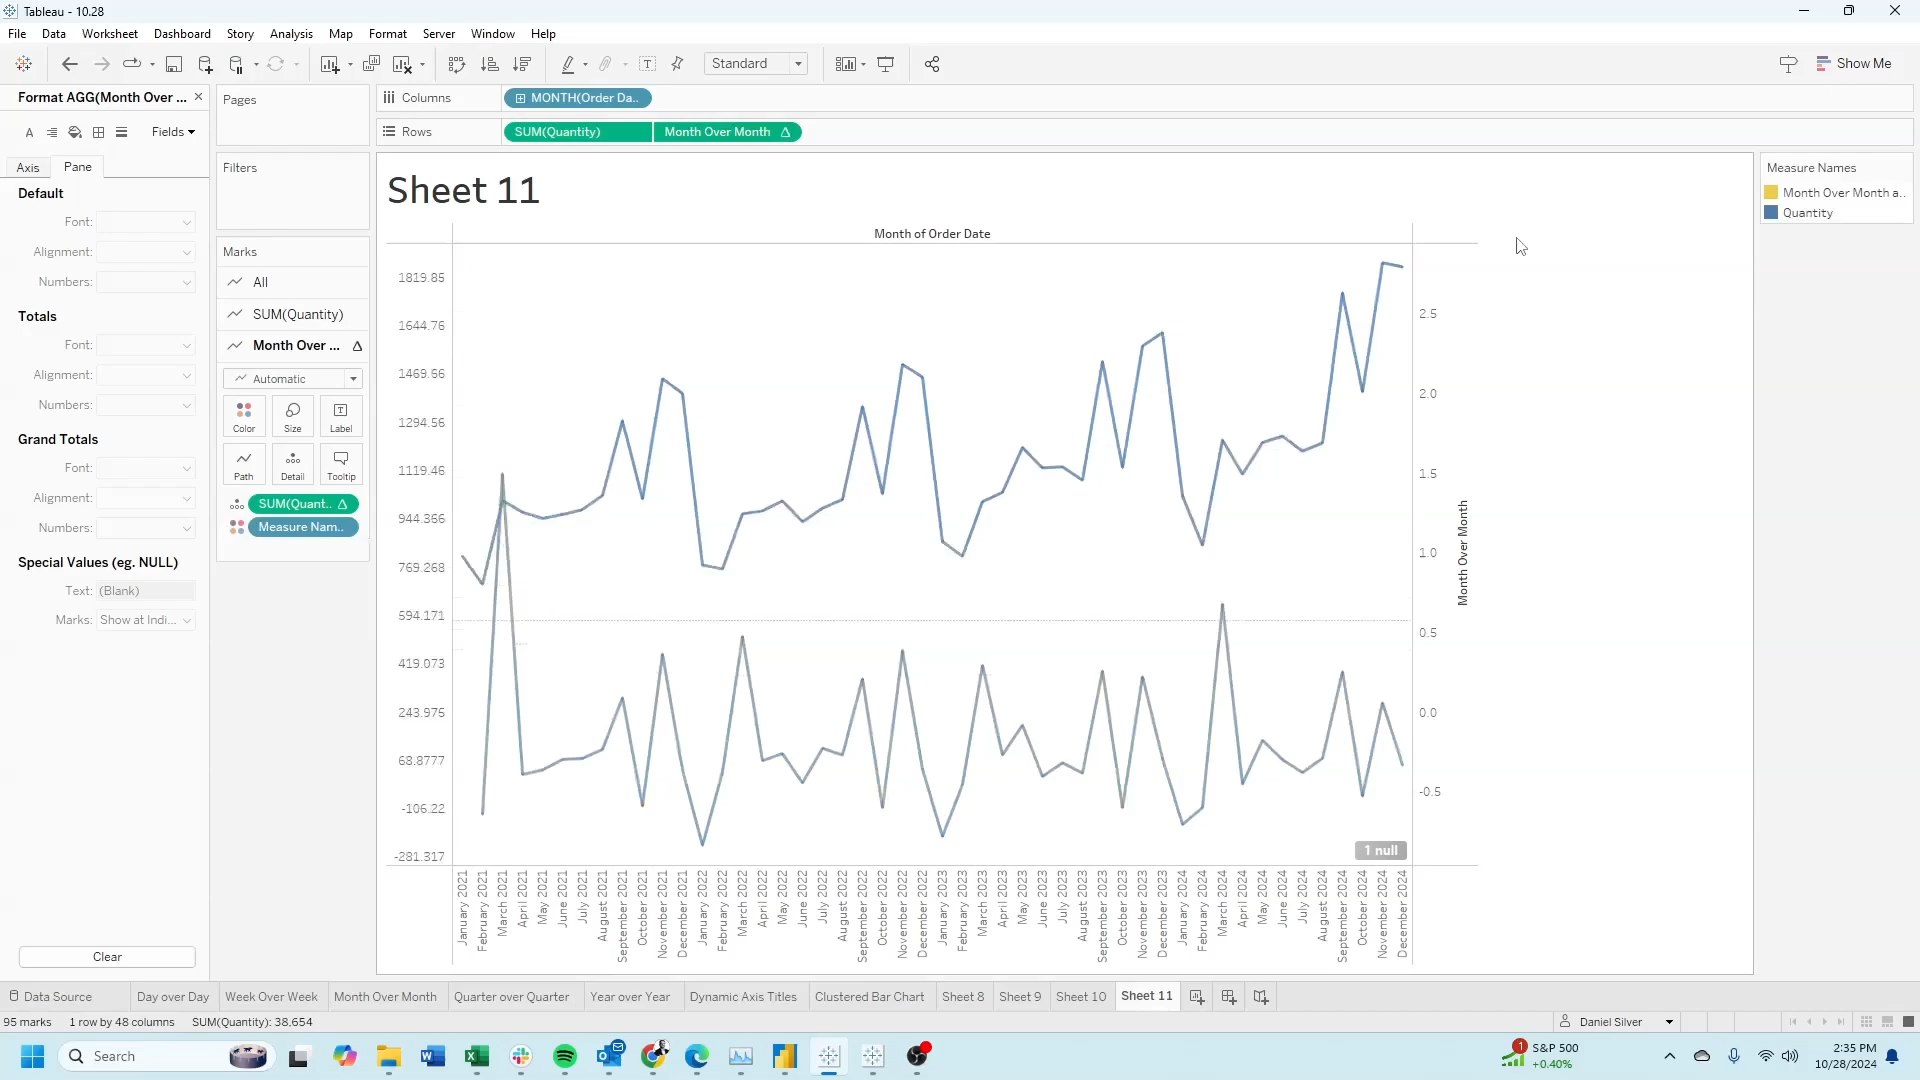 Tableau - 10.28
File Data Worksheet Dashboard Story Analysis Map Format Server Window Help
Standard
Show Me
Format AGG(Month Over ...
Fields
Axis
Pane
Default
Font:
Alignment:
Numbers:
Totals
Font:
Alignment:
Numbers:
Grand Totals
Font:
Alignment:
Numbers:
Special Values (eg. NULL)
Text: (Blank)
Marks: Show at Indi...
Clear
Pages
Filters
Marks
All
SUM(Quantity)
Month Over ...
Automatic
Color
Size
Label
Path
Detail
Tooltip
SUM(Quant..
Measure Nam..
Columns
MONTH(Order Da..
Rows
SUM(Quantity)
Month Over Month
Sheet 11
Month of Order Date
1819.85
1644.76
1469.66
1294.56
1119.46
944.366
769.268
594.171
419.073
243.975
68.8777
-106.22
-281.317
2.5
2.0
1.5
1.0
0.5
0.0
-0.5
Month Over Month
1 null
January 2021
February 2021
March 2021
April 2021
May 2021
June 2021
July 2021
August 2021
September 2021
October 2021
November 2021
December 2021
January 2022
February 2022
March 2022
April 2022
May 2022
June 2022
July 2022
August 2022
September 2022
October 2022
November 2022
December 2022
January 2023
February 2023
March 2023
April 2023
May 2023
June 2023
July 2023
August 2023
September 2023
October 2023
November 2023
December 2023
January 2024
February 2024
March 2024
April 2024
May 2024
June 2024
July 2024
August 2024
September 2024
October 2024
November 2024
December 2024
Measure Names
Month Over Month a..
Quantity
Data Source
Day over Day
Week Over Week
Month Over Month
Quarter over Quarter
Year over Year
Dynamic Axis Titles
Clustered Bar Chart
Sheet 8
Sheet 9
Sheet 10
Sheet 11
95 marks 1 row by 48 columns SUM(Quantity): 38,654
Daniel Silver
Search
1
S&P 500
+0.40%
2:35 PM
10/28/2024